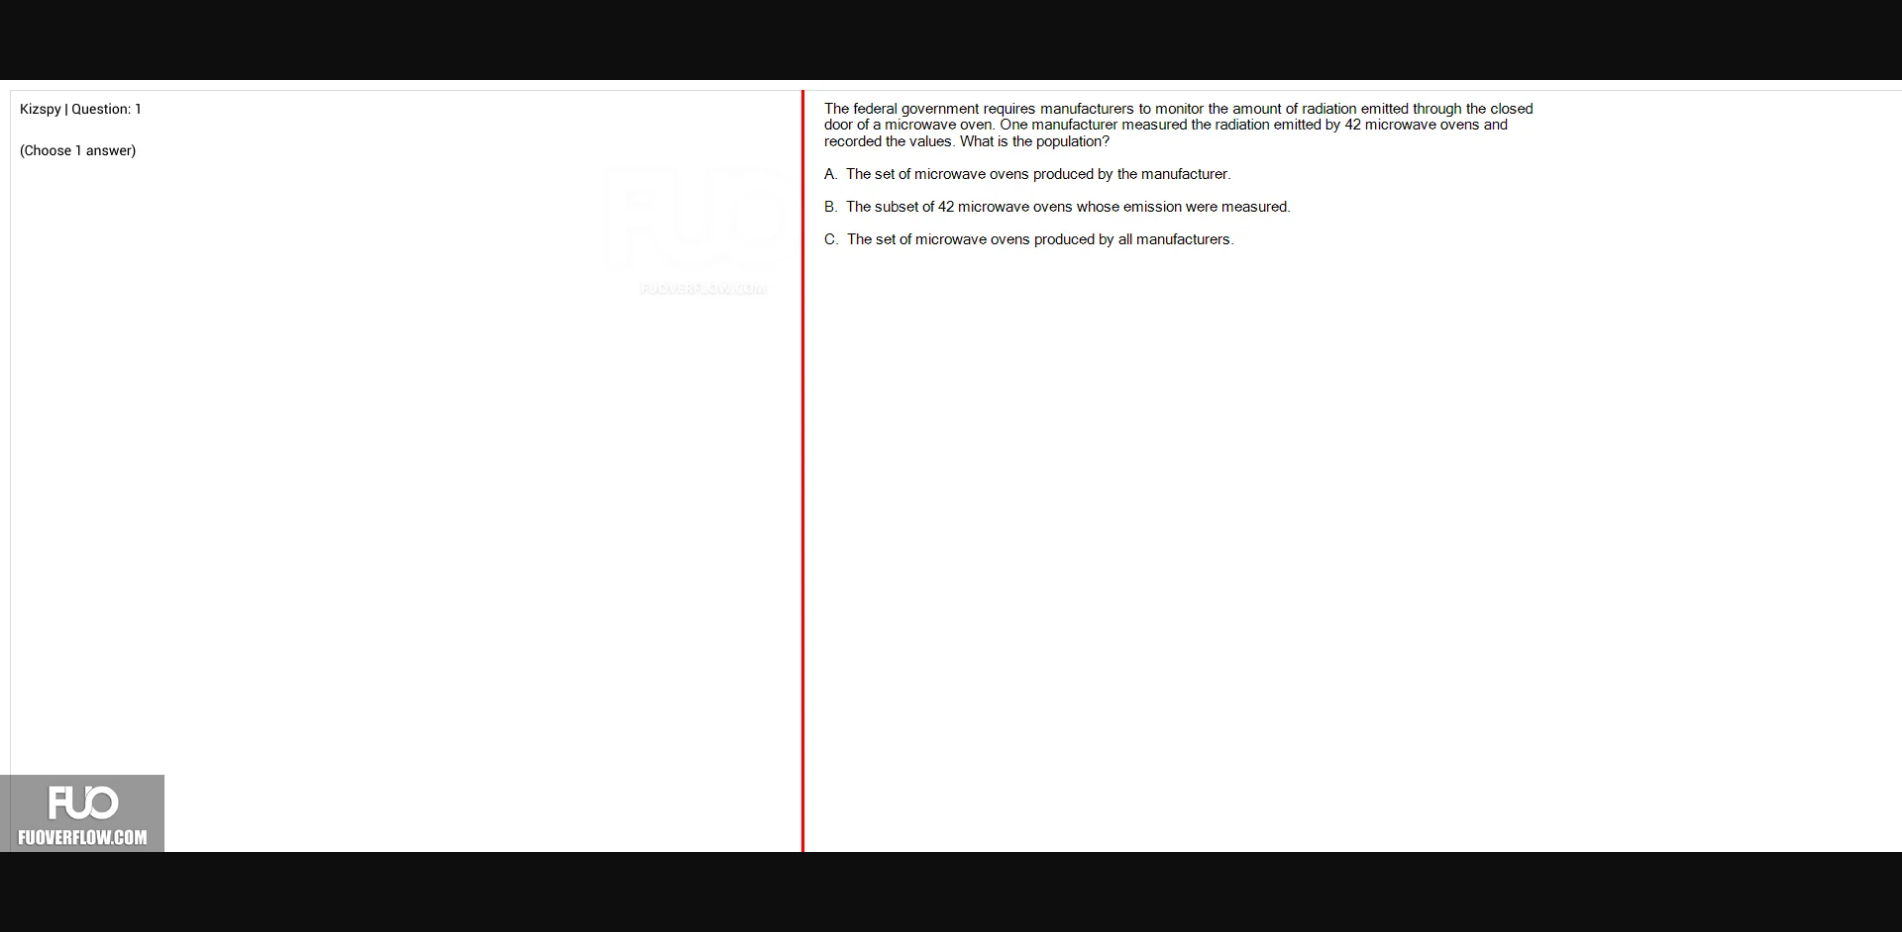 Kizspy | Question: 1
(Choose 1 answer)
The federal government requires manufacturers to monitor the amount of radiation emitted through the closed
door of a microwave oven. One manufacturer measured the radiation emitted by 42 microwave ovens and
recorded the values. What is the population?
A. The set of microwave ovens produced by the manufacturer.
B. The subset of 42 microwave ovens whose emission were measured.
C. The set of microwave ovens produced by all manufacturers.
FUO
FUOVERFLOW.COM
FUO
FUOVERFLOW.COM